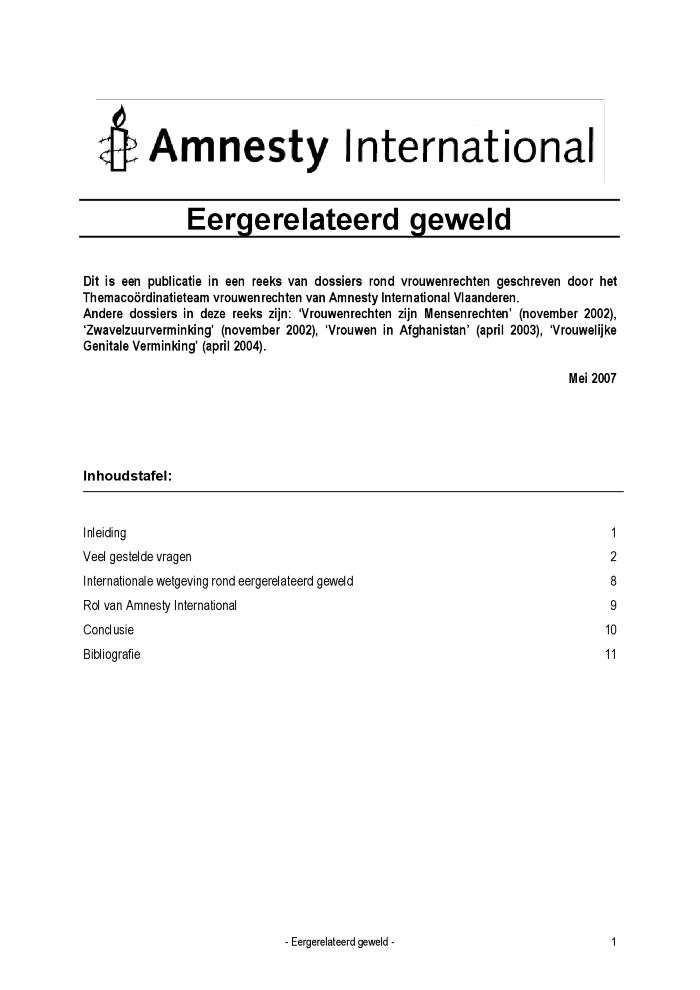 Amnesty International
Eergerelateerd geweld
Dit is een publicatie in een reeks van dossiers rond vrouwenrechten geschreven door het
Themacoördinatieteam vrouwenrechten van Amnesty International Vlaanderen.
Andere dossiers in deze reeks zijn: ‘Vrouwenrechten zijn Mensenrechten’ (november 2002),
‘Zwavelzuurverminking’ (november 2002), ‘Vrouwen in Afghanistan’ (april 2003), ‘Vrouwelijke
Genitale Verminking’ (april 2004).
Mei 2007
Inhoudstafel:
Inleiding 1
Veel gestelde vragen 2
Internationale wetgeving rond eergerelateerd geweld 8
Rol van Amnesty International 9
Conclusie 10
Bibliografie 11
- Eergerelateerd geweld - 1